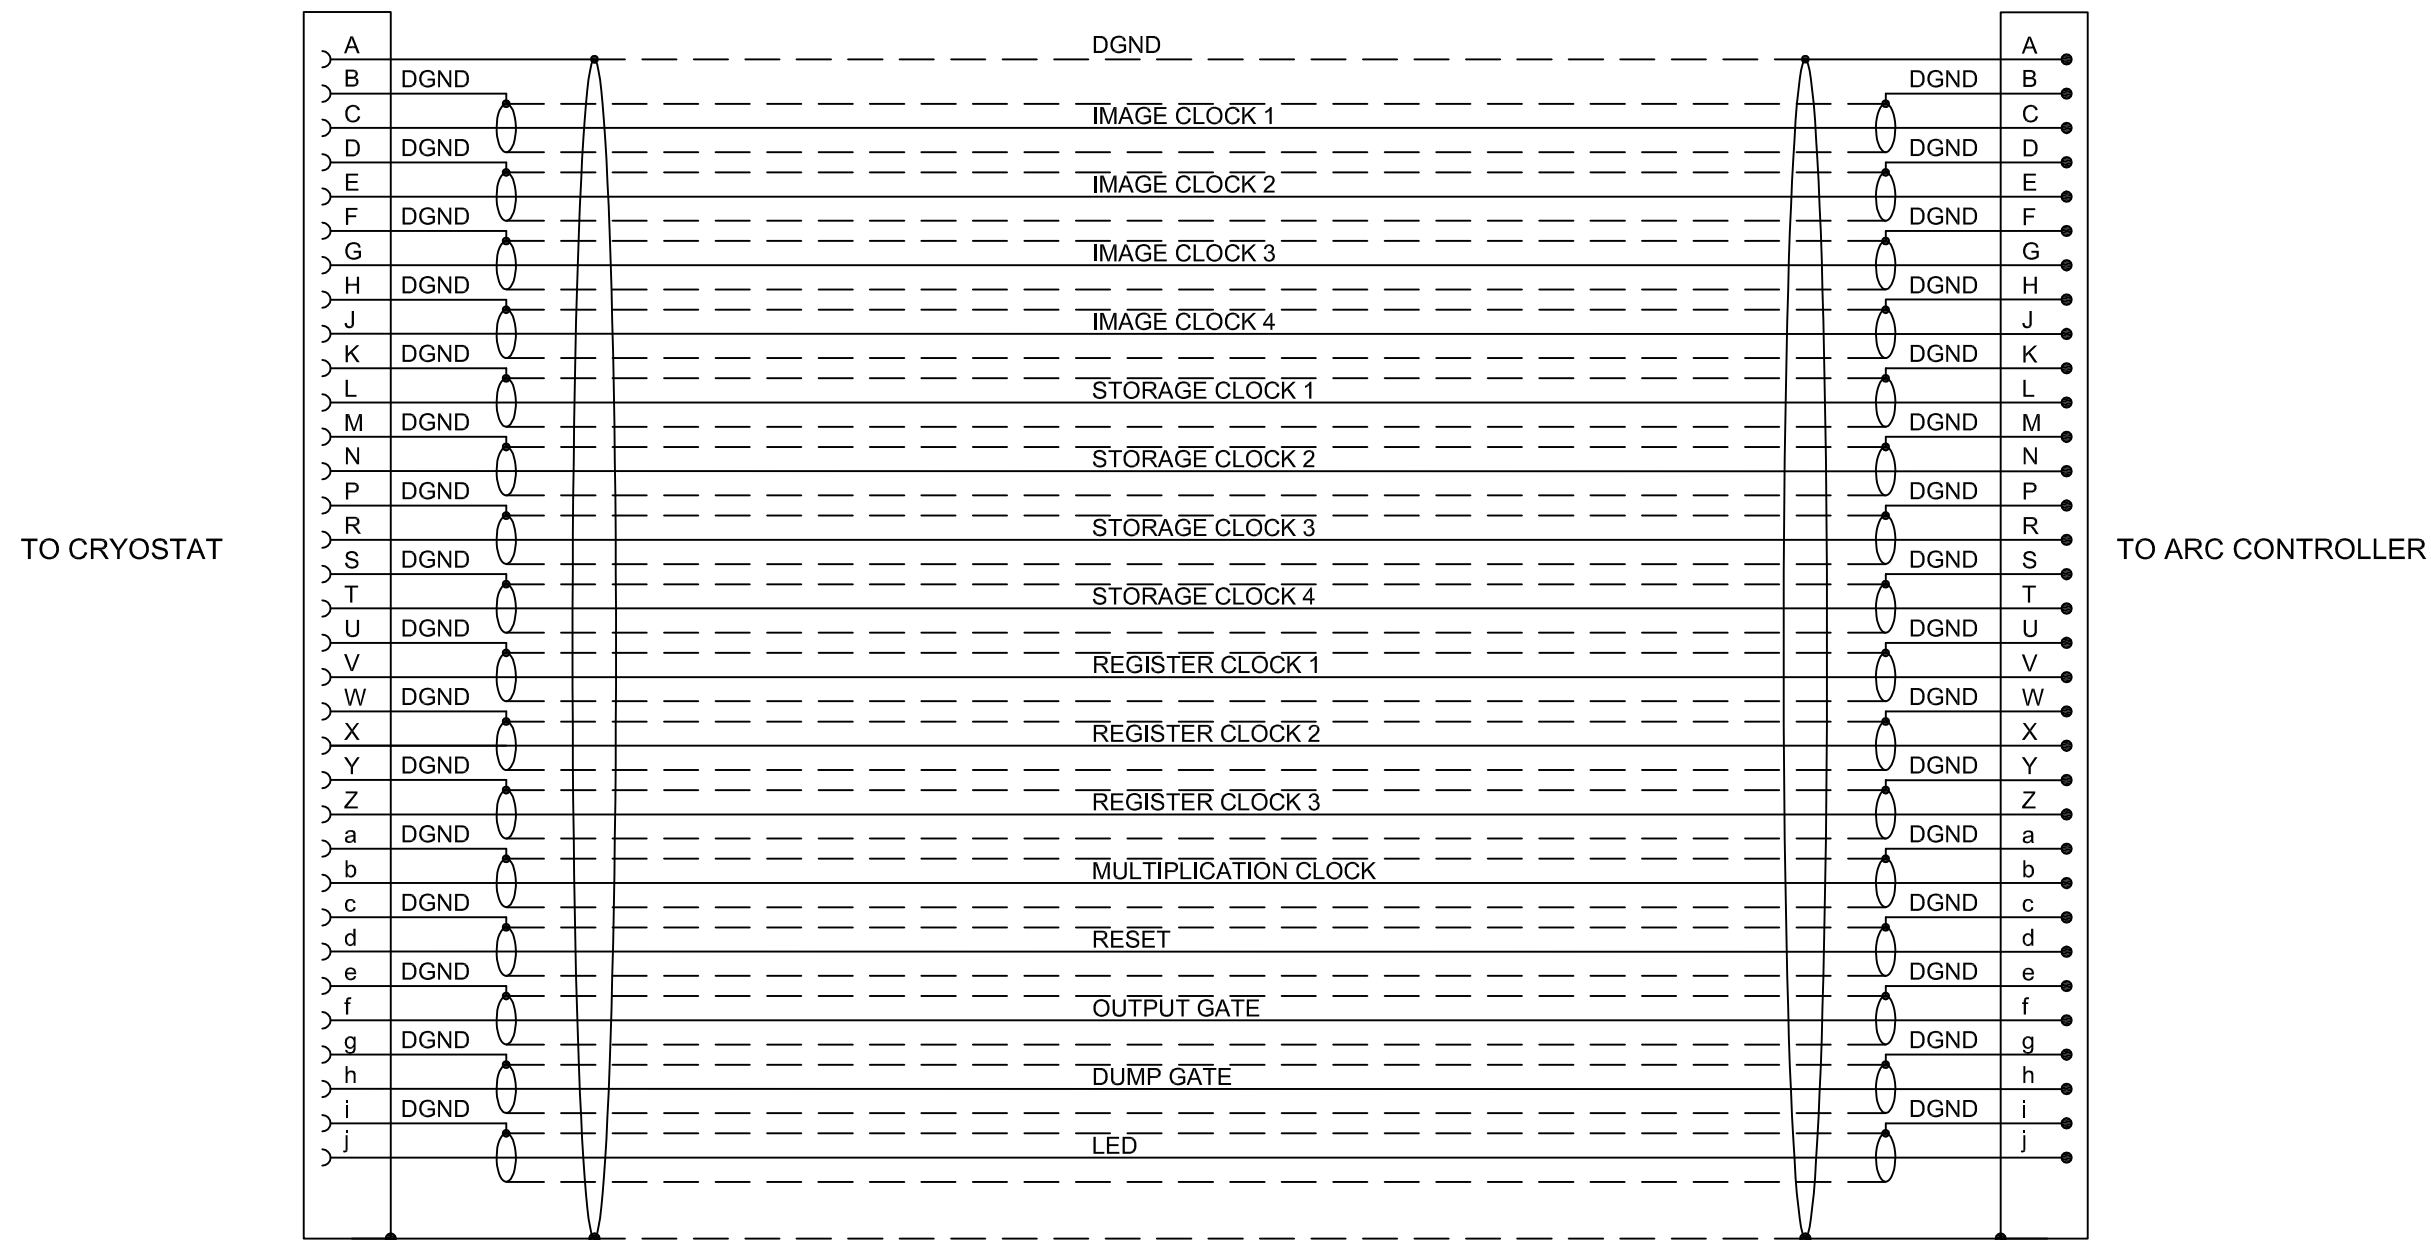 A DGND A
B DGND DGND B
C IMAGE CLOCK 1 C
D DGND DGND D
E IMAGE CLOCK 2 E
F DGND DGND F
G IMAGE CLOCK 3 G
H DGND DGND H
J IMAGE CLOCK 4 J
K DGND DGND K
L STORAGE CLOCK 1 L
M DGND DGND M
N STORAGE CLOCK 2 N
P DGND DGND P
R STORAGE CLOCK 3 R
TO CRYOSTAT TO ARC CONTROLLER
S DGND DGND S
T STORAGE CLOCK 4 T
U DGND DGND U
V REGISTER CLOCK 1 V
W DGND DGND W
X REGISTER CLOCK 2 X
Y DGND DGND Y
Z REGISTER CLOCK 3 Z
a DGND DGND a
b MULTIPLICATION CLOCK b
c DGND DGND c
d RESET d
e DGND DGND e
f OUTPUT GATE f
g DGND DGND g
h DUMP GATE h
i DGND DGND i
j LED j